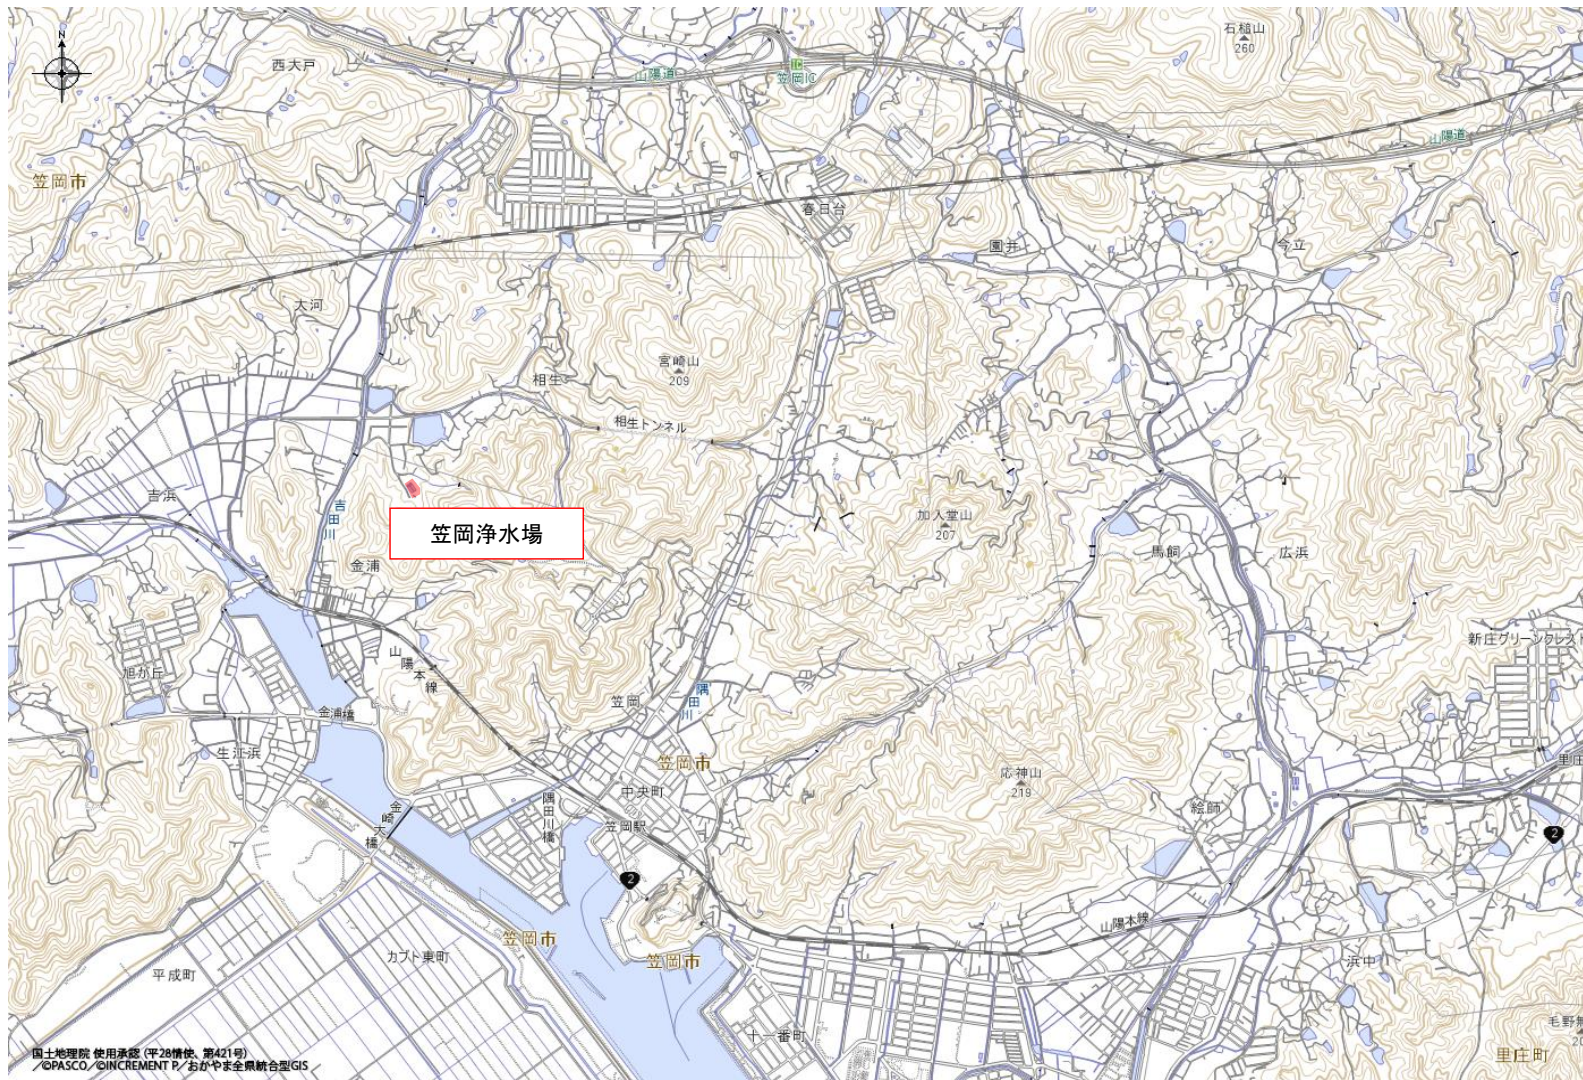 N
石槌山
260
西大戸
山陽道
笠岡IC
山陽道
笠岡市
春日台
園井
今立
大河
宮崎山
209
相生
相生トンネル
吉浜
吉田川
笠岡浄水場
加入堂山
207
金浦
馬飼
広浜
新庄グリーンクレスト
山陽本線
旭が丘
笠岡
隅田川
金浦橋
生江浜
笠岡市
応神山
219
里庄
中央町
金崎大橋
隅田川橋
笠岡駅
絵師
2
2
山陽本線
笠岡市
カブト東町
笠岡市
平成町
浜中
十一番町
毛野無
20
里庄町
国土地理院 使用承認 (平28情使、第421号)
/©PASCO/©INCREMENT P/おかやま全県統合型GIS